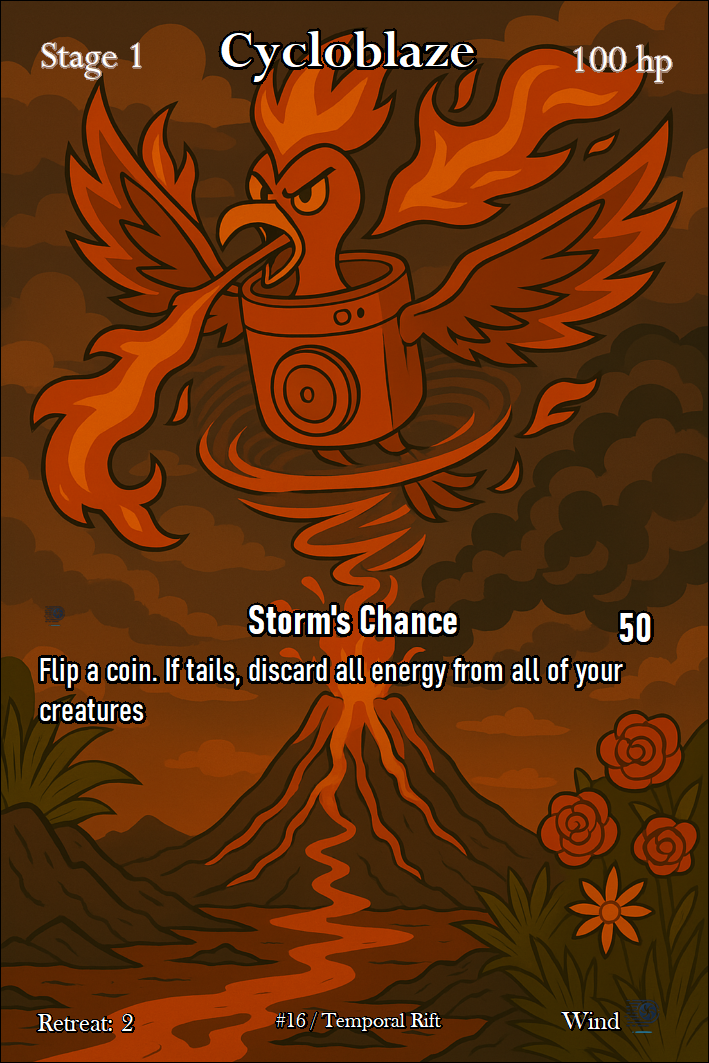 Stage 1
Cycloblaze
100 hp
Storm's Chance
50
Flip a coin. If tails, discard all energy from all of your
creatures
Retreat: 2
#16 / Temporal Rift
Wind